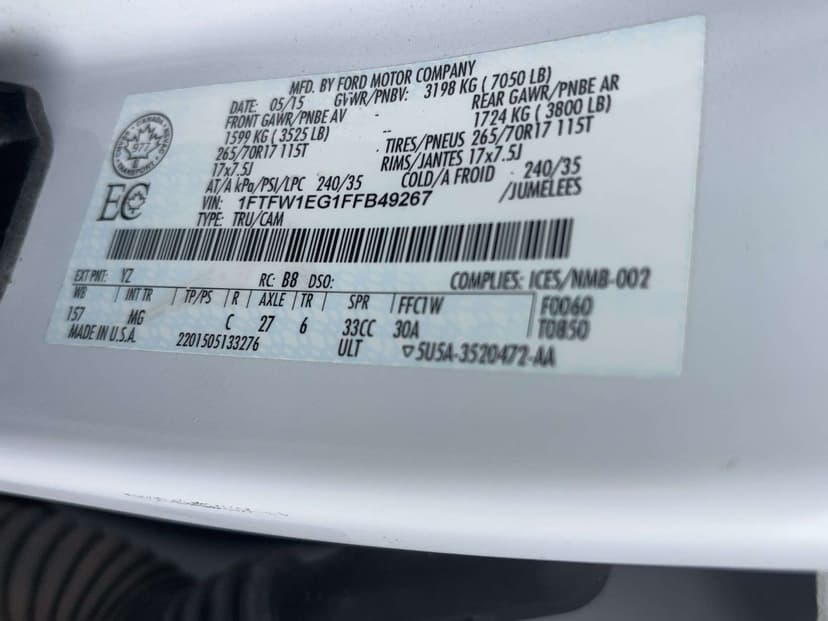 MFD. BY FORD MOTOR COMPANY
DATE: 05/15 GVWR/PNBV: 3198 KG ( 7050 LB)
FRONT GAWR/PNBE AV - REAR GAWR/PNBE AR
1599 KG ( 3525 LB) -- 1724 KG ( 3800 LB)
265/70R17 115T TIRES/PNEUS 265/70R17 115T
17x7.5J RIMS/JANTES 17x7.5J
AT/A kPa/PSI/LPC 240/35 COLD/A FROID - 240/35
VIN: 1FTFW1EG1FFB49267 /JUMELEES
TYPE: TRU/CAM
CANADA
TRANSPORT
977
EC
EXT PNT: YZ RC: B8 DSO: COMPLIES: ICES/NMB-002
WB INT TR TP/PS R AXLE TR SPR FFC1W F0060
157 MG C 27 6 33CC 30A T0850
MADE IN U.S.A. 2201505133276 ULT ▽5U5A-3520472-AA